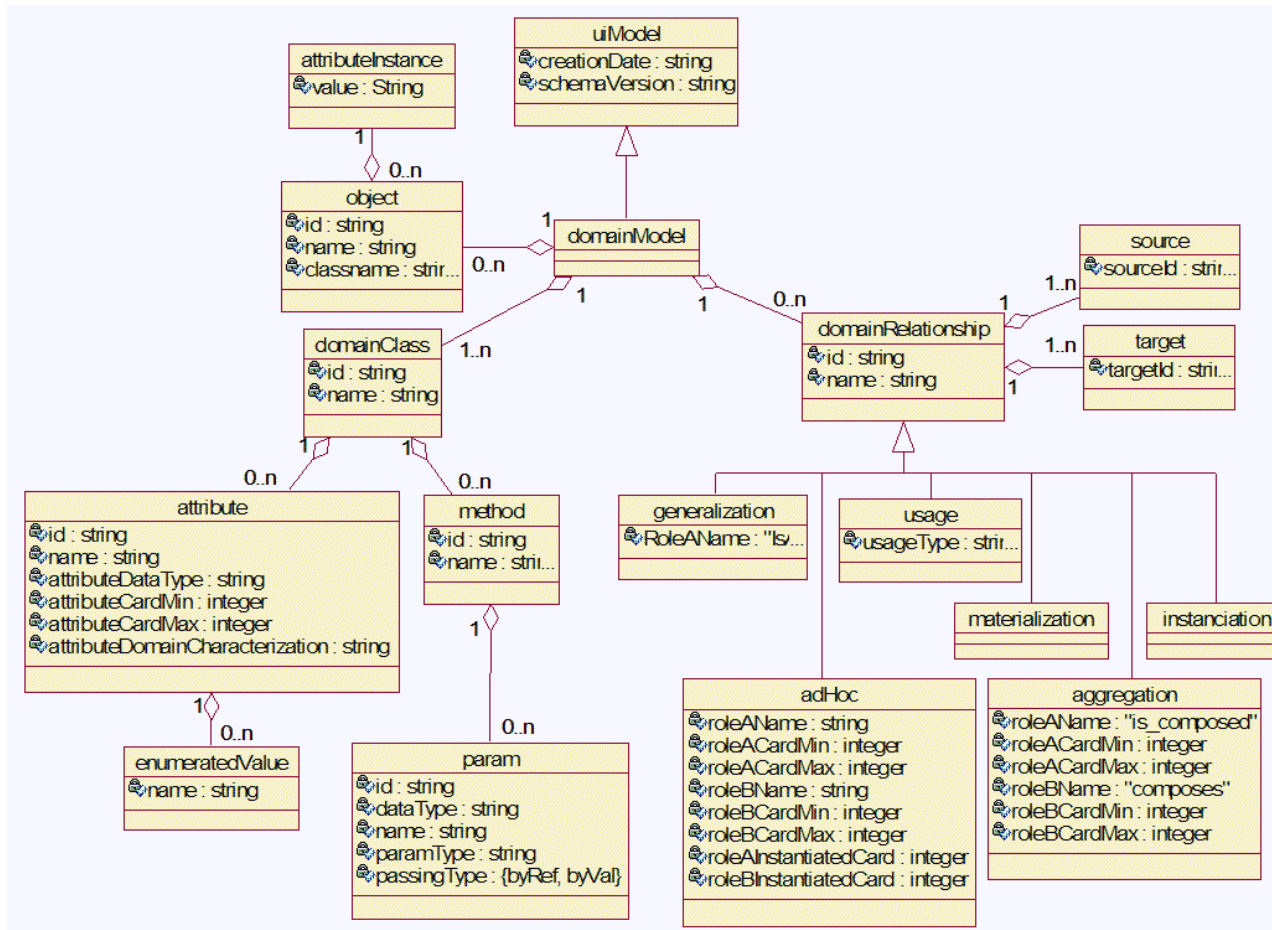 uiModel
creationDate : string
schemaVersion : string
attributeInstance
value : String
1
0..n
object
id : string
name : string
classname : strin...
1
0..n
domainModel
1
1..n
1
0..n
source
sourceId : strin...
1
1..n
target
targetId : strin...
1..n
1
domainRelationship
id : string
name : string
domainClass
id : string
name : string
1
0..n
1
0..n
attribute
id : string
name : string
attributeDataType : string
attributeCardMin : integer
attributeCardMax : integer
attributeDomainCharacterization : string
method
id : string
name : strin...
generalization
RoleAName : "Is...
usage
usageType : strin...
materialization
instanciation
1
0..n
enumeratedValue
name : string
1
0..n
param
id : string
dataType : string
name : string
paramType : string
passingType : {byRef, byVal}
adHoc
roleAName : string
roleACardMin : integer
roleACardMax : integer
roleBName : string
roleBCardMin : integer
roleBCardMax : integer
roleAInstantiatedCard : integer
roleBInstantiatedCard : integer
aggregation
roleAName : "is_composed"
roleACardMin : integer
roleACardMax : integer
roleBName : "composes"
roleBCardMin : integer
roleBCardMax : integer